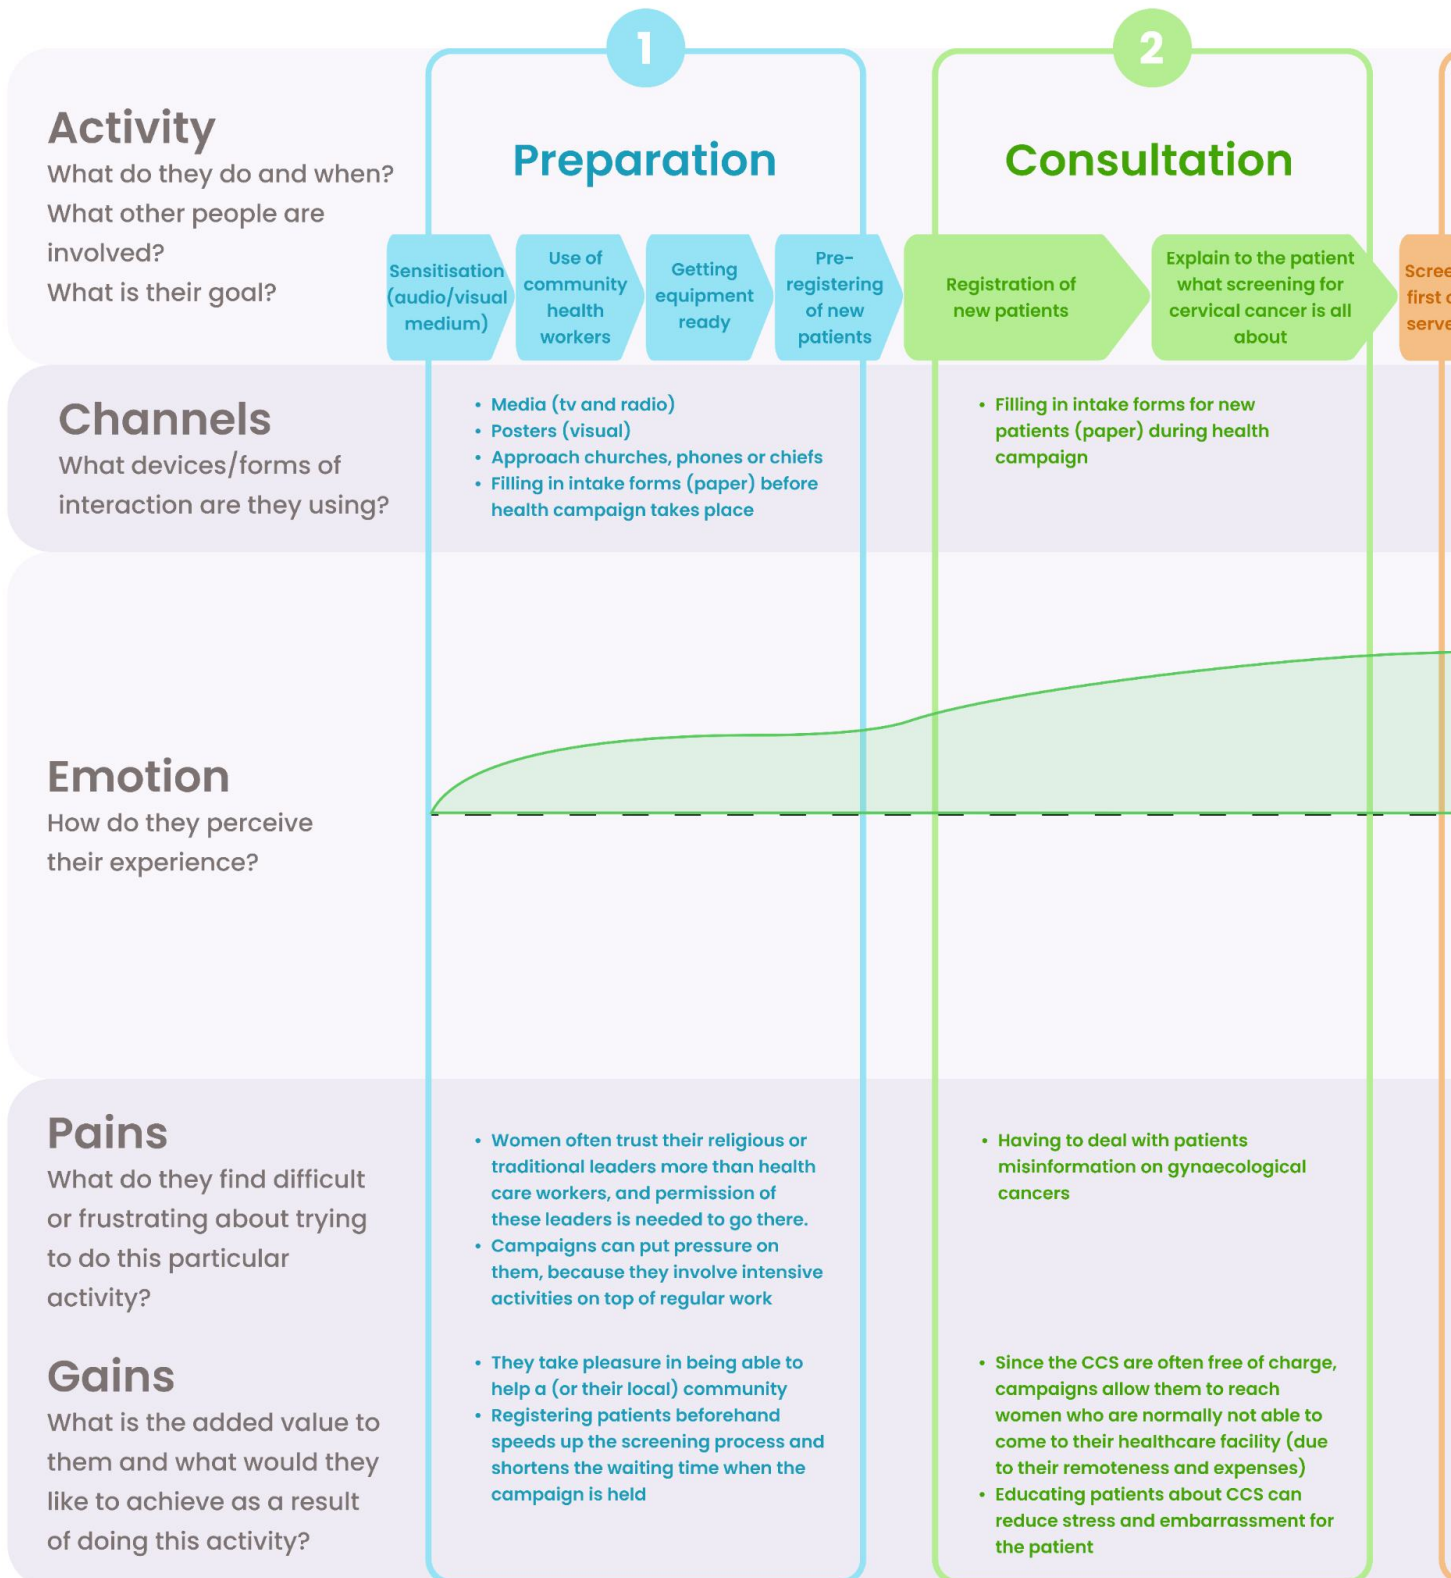 1
2
Activity
What do they do and when?
What other people are
involved?
What is their goal?
Preparation
Consultation
Sensitisation
(audio/visual
medium)
Use of
community
health
workers
Getting
equipment
ready
Pre-
registering
of new
patients
Registration of
new patients
Explain to the patient
what screening for
cervical cancer is all
about
first
Channels
What devices/forms of
interaction are they using?
• Media (tv and radio)
• Posters (visual)
• Approach churches, phones or chiefs
• Filling in intake forms (paper) before
health campaign takes place
• Filling in intake forms for new
patients (paper) during health
campaign
Emotion
How do they perceive
their experience?
Pains
What do they find difficult
or frustrating about trying
to do this particular
activity?
• Women often trust their religious or
traditional leaders more than health
care workers, and permission of
these leaders is needed to go there.
• Campaigns can put pressure on
them, because they involve intensive
activities on top of regular work
• Having to deal with patients
misinformation on gynaecological
cancers
Gains
What is the added value to
them and what would they
like to achieve as a result
of doing this activity?
• They take pleasure in being able to
help a (or their local) community
• Registering patients beforehand
speeds up the screening process and
shortens the waiting time when the
campaign is held
• Since the CCS are often free of charge,
campaigns allow them to reach
women who are normally not able to
come to their healthcare facility (due
to their remoteness and expenses)
• Educating patients about CCS can
reduce stress and embarrassment for
the patient